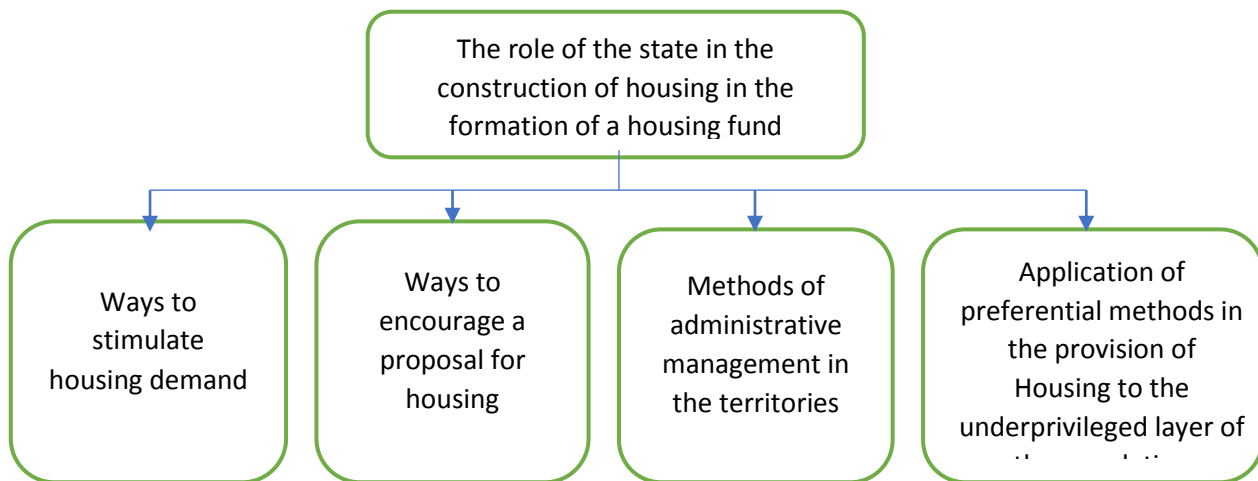 The role of the state in the
construction of housing in the
formation of a housing fund
Ways to
stimulate
housing demand
Ways to
encourage a
proposal for
housing
Methods of
administrative
management in
the territories
Application of
preferential methods in
the provision of
Housing to the
underprivileged layer of